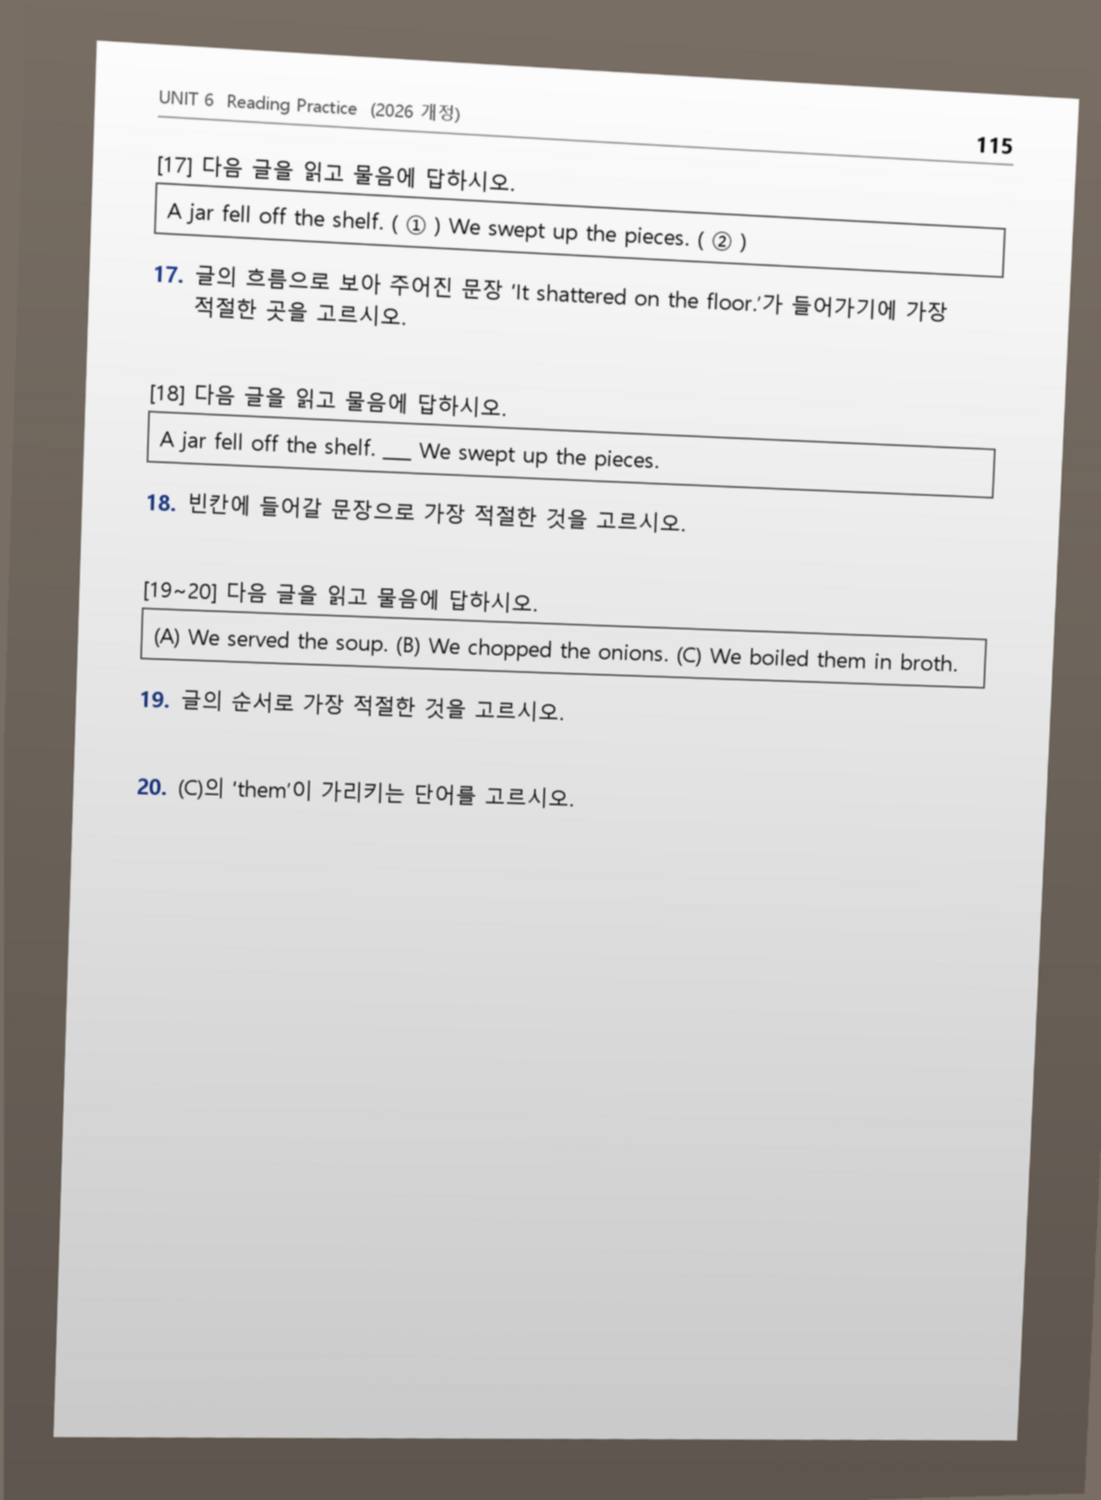 UNIT 6 Reading Practice (2026 개정)
115
[17] 다음 글을 읽고 물음에 답하시오.
A jar fell off the shelf. ( ① ) We swept up the pieces. ( ② )
17. 글의 흐름으로 보아 주어진 문장 ‘It shattered on the floor.’가 들어가기에 가장
적절한 곳을 고르시오.
[18] 다음 글을 읽고 물음에 답하시오.
A jar fell off the shelf. ___ We swept up the pieces.
18. 빈칸에 들어갈 문장으로 가장 적절한 것을 고르시오.
[19~20] 다음 글을 읽고 물음에 답하시오.
(A) We served the soup. (B) We chopped the onions. (C) We boiled them in broth.
19. 글의 순서로 가장 적절한 것을 고르시오.
20. (C)의 ‘them’이 가리키는 단어를 고르시오.